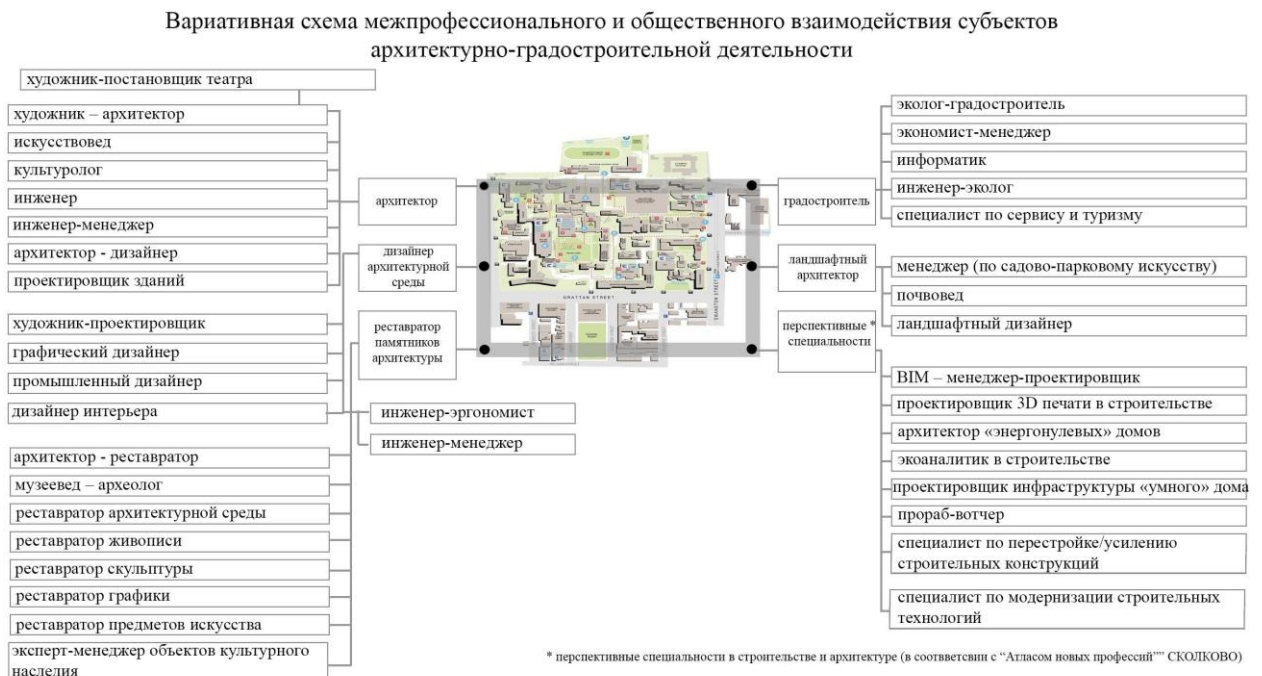 Вариативная схема межпрофессионального и общественного взаимодействия субъектов
архитектурно-градостроительной деятельности
художник-постановщик театра
художник – архитектор
искусствовед
культуролог
инженер
инженер-менеджер
архитектор - дизайнер
проектировщик зданий
художник-проектировщик
графический дизайнер
промышленный дизайнер
дизайнер интерьера
архитектор - реставратор
музеевед – археолог
реставратор архитектурной среды
реставратор живописи
реставратор скульптуры
реставратор графики
реставратор предметов искусства
эксперт-менеджер объектов культурного
наследия
архитектор
дизайнер
архитектурной
среды
реставратор
памятников
архитектуры
инженер-эргономист
инженер-менеджер
GRATTAN STREET
SWANSTON STREET
градостроитель
ландшафтный
архитектор
перспективные *
специальности
эколог-градостроитель
экономист-менеджер
информатик
инженер-эколог
специалист по сервису и туризму
менеджер (по садово-парковому искусству)
почвовед
ландшафтный дизайнер
BIM – менеджер-проектировщик
проектировщик 3D печати в строительстве
архитектор «энергонулевых» домов
экоаналитик в строительстве
проектировщик инфраструктуры «умного» дома
прораб-вотчер
специалист по перестройке/усилению
строительных конструкций
специалист по модернизации строительных
технологий
* перспективные специальности в строительстве и архитектуре (в соответсвии с “Атласом новых профессий”” СКОЛКОВО)